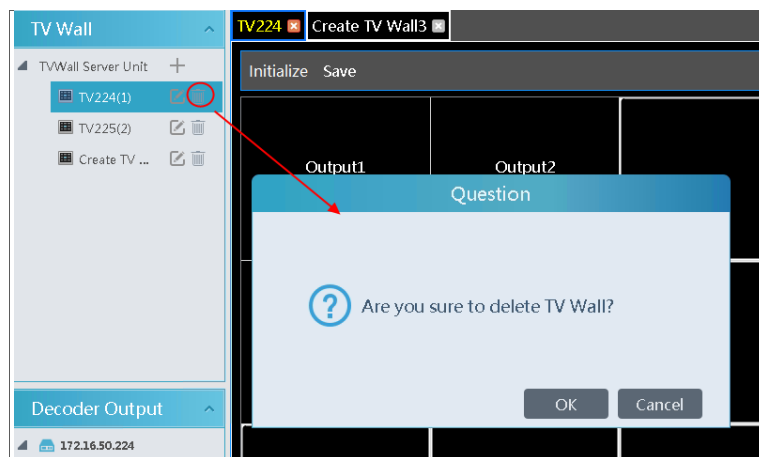 TV Wall
TVWall Server Unit
TV224(1)
TV225(2)
Create TV ...
Decoder Output
172.16.50.224
TV224 Create TV Wall3
Initialize Save
Output1 Output2
Question
Are you sure to delete TV Wall?
OK Cancel